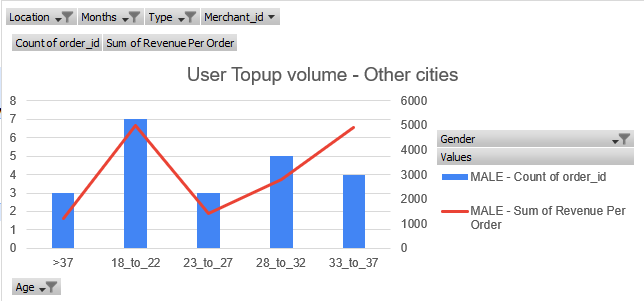 Location Months Type Merchant_id
Count of order_id Sum of Revenue Per Order
User Topup volume - Other cities
8 6000
7 5000
6 4000
5 3000
4 2000
3 1000
2 0
1
0
>37 18_to_22 23_to_27 28_to_32 33_to_37
Gender
Values
MALE - Count of order_id
MALE - Sum of Revenue Per
Order
Age